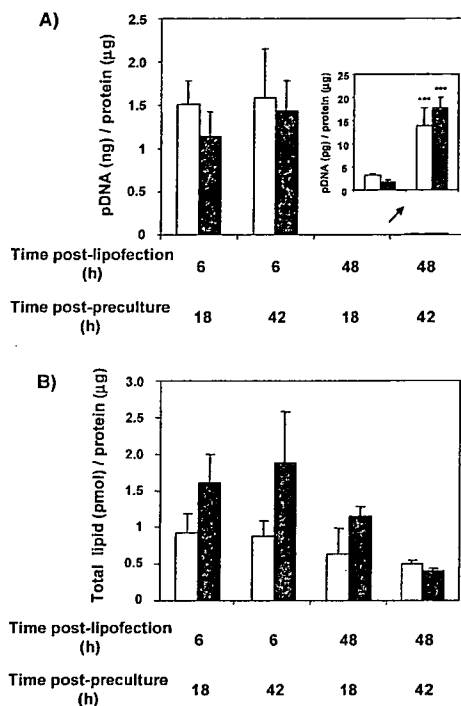 A)
pDNA (ng) / protein (µg)
2
1.5
1
0.5
0
pDNA (pg) / protein (µg)
25
20
15
10
5
0
*** ***
Time post-lipofection 6 6 48 48
(h)
Time post-preculture 18 42 18 42
(h)
B)
Total lipid (pmol) / protein (µg)
3.0
2.5
2.0
1.5
1
0.5
0
Time post-lipofection 6 6 48 48
(h)
Time post-preculture 18 42 18 42
(h)